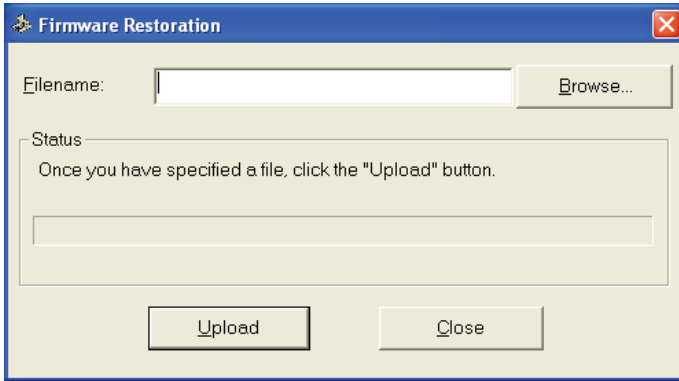 Firmware Restoration
Filename:
Browse...
Status
Once you have specified a file, click the "Upload" button.
Upload
Close